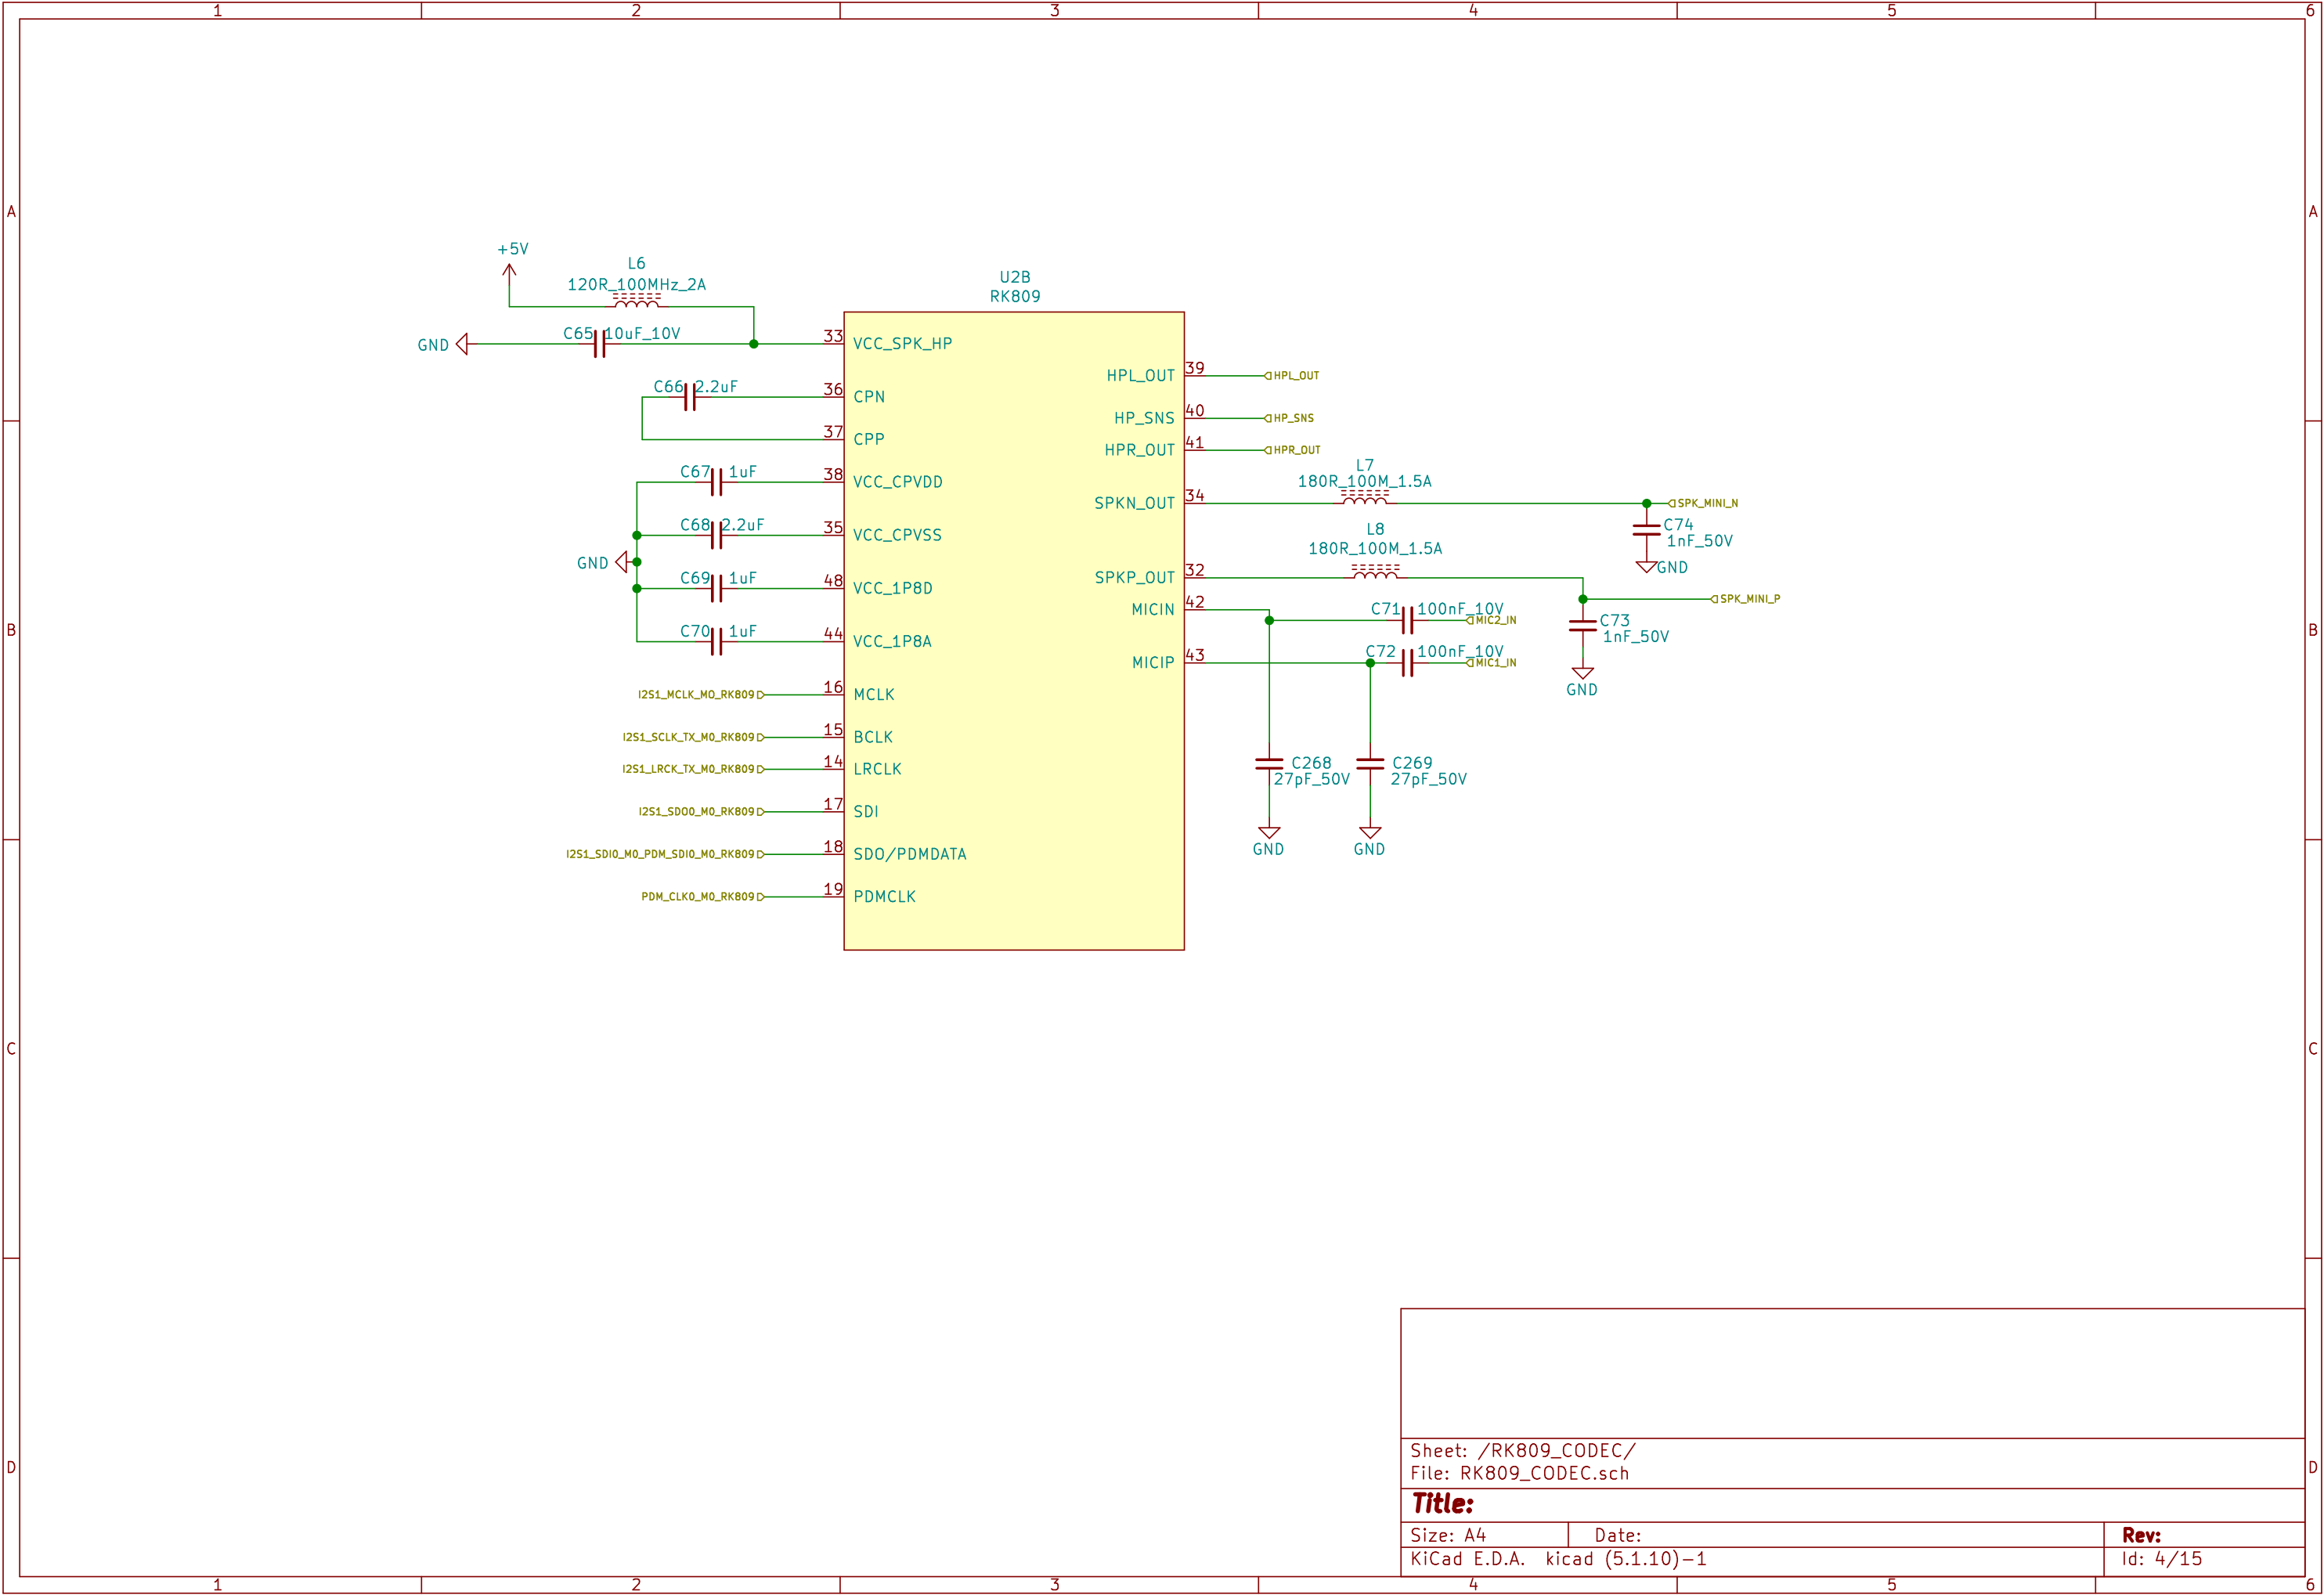 1 2 3 4 5 6
A A
+5V
L6
120R_100MHz_2A
U2B
RK809
GND C65 10uF_10V 33 VCC_SPK_HP
HPL_OUT 39 HPL_OUT
C66 2.2uF 36 CPN
HP_SNS 40 HP_SNS
37 CPP
HPR_OUT 41 HPR_OUT
L7
180R_100M_1.5A
C67 1uF 38 VCC_CPVDD
SPKN_OUT 34 SPK_MINI_N
C74
1nF_50V
GND
C68 2.2uF 35 VCC_CPVSS
L8
180R_100M_1.5A
GND
SPKP_OUT 32 SPK_MINI_P
C69 1uF 48 VCC_1P8D
MICIN 42 C71 100nF_10V MIC2_IN
C73
1nF_50V
GND
B B
C70 1uF 44 VCC_1P8A
MICIP 43 C72 100nF_10V MIC1_IN
I2S1_MCLK_M0_RK809 16 MCLK
I2S1_SCLK_TX_M0_RK809 15 BCLK
I2S1_LRCK_TX_M0_RK809 14 LRCLK
C268
27pF_50V
GND
C269
27pF_50V
GND
I2S1_SDO0_M0_RK809 17 SDI
I2S1_SDI0_M0_PDM_SDI0_M0_RK809 18 SDO/PDMDATA
PDM_CLK0_M0_RK809 19 PDMCLK
C C
D D
Sheet: /RK809_CODEC/
File: RK809_CODEC.sch
Title:
Size: A4 Date: Rev:
KiCad E.D.A. kicad (5.1.10)-1 Id: 4/15
1 2 3 4 5 6